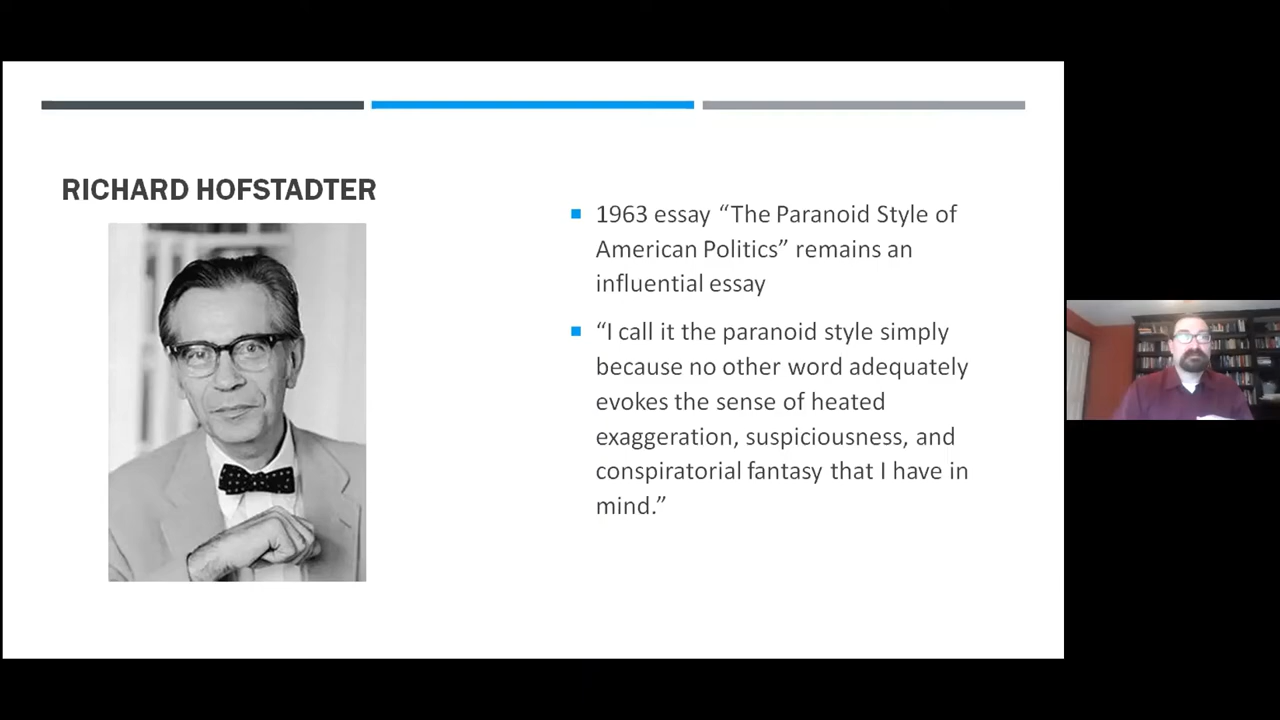 RICHARD HOFSTADTER
1963 essay “The Paranoid Style of
American Politics” remains an
influential essay
“I call it the paranoid style simply
because no other word adequately
evokes the sense of heated
exaggeration, suspiciousness, and
conspiratorial fantasy that I have in
mind.”